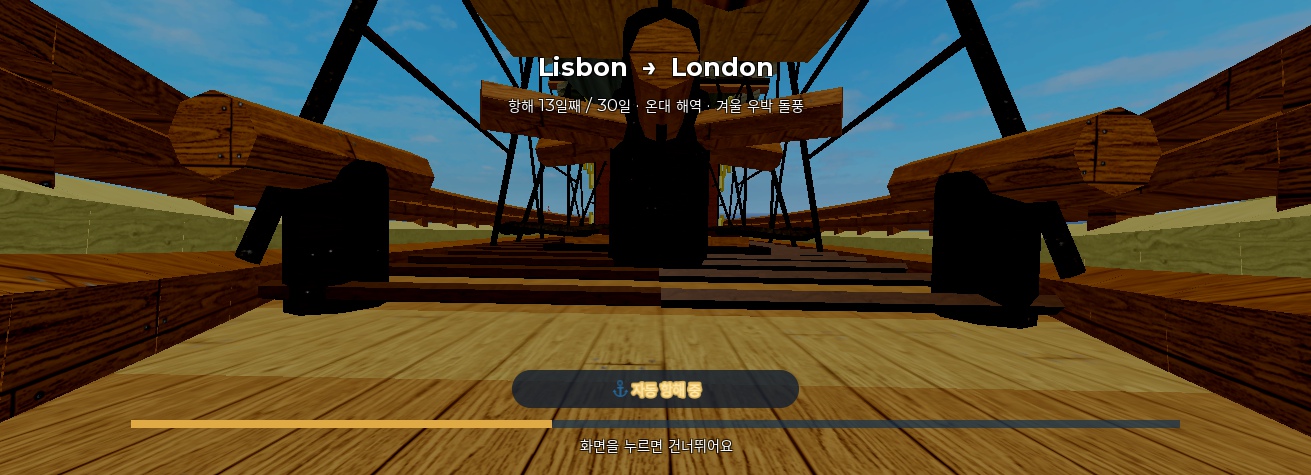 Lisbon → London
항해 13일째 / 30일 · 온대 해역 · 겨울 우박 돌풍
⚓ 자동 항해 중
화면을 누르면 건너뛰어요